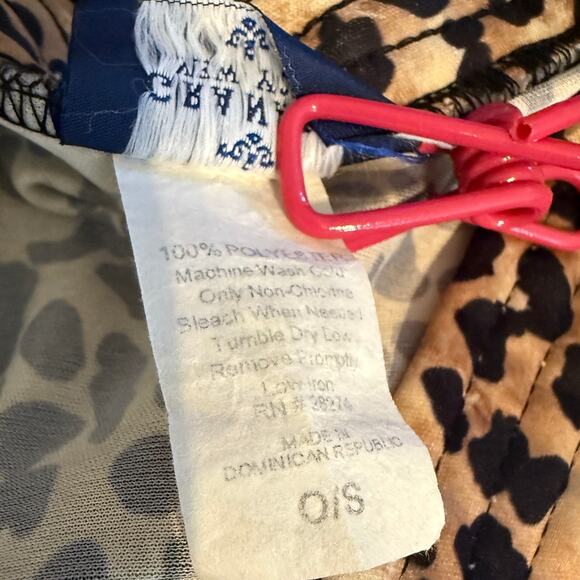 100% POLYESTER
Machine Wash Cold
Only Non-Chlorine
Bleach When Needed
Tumble Dry Low
Remove Promptly
Low Iron
RN # 28274
MADE IN
DOMINICAN REPUBLIC
O/S